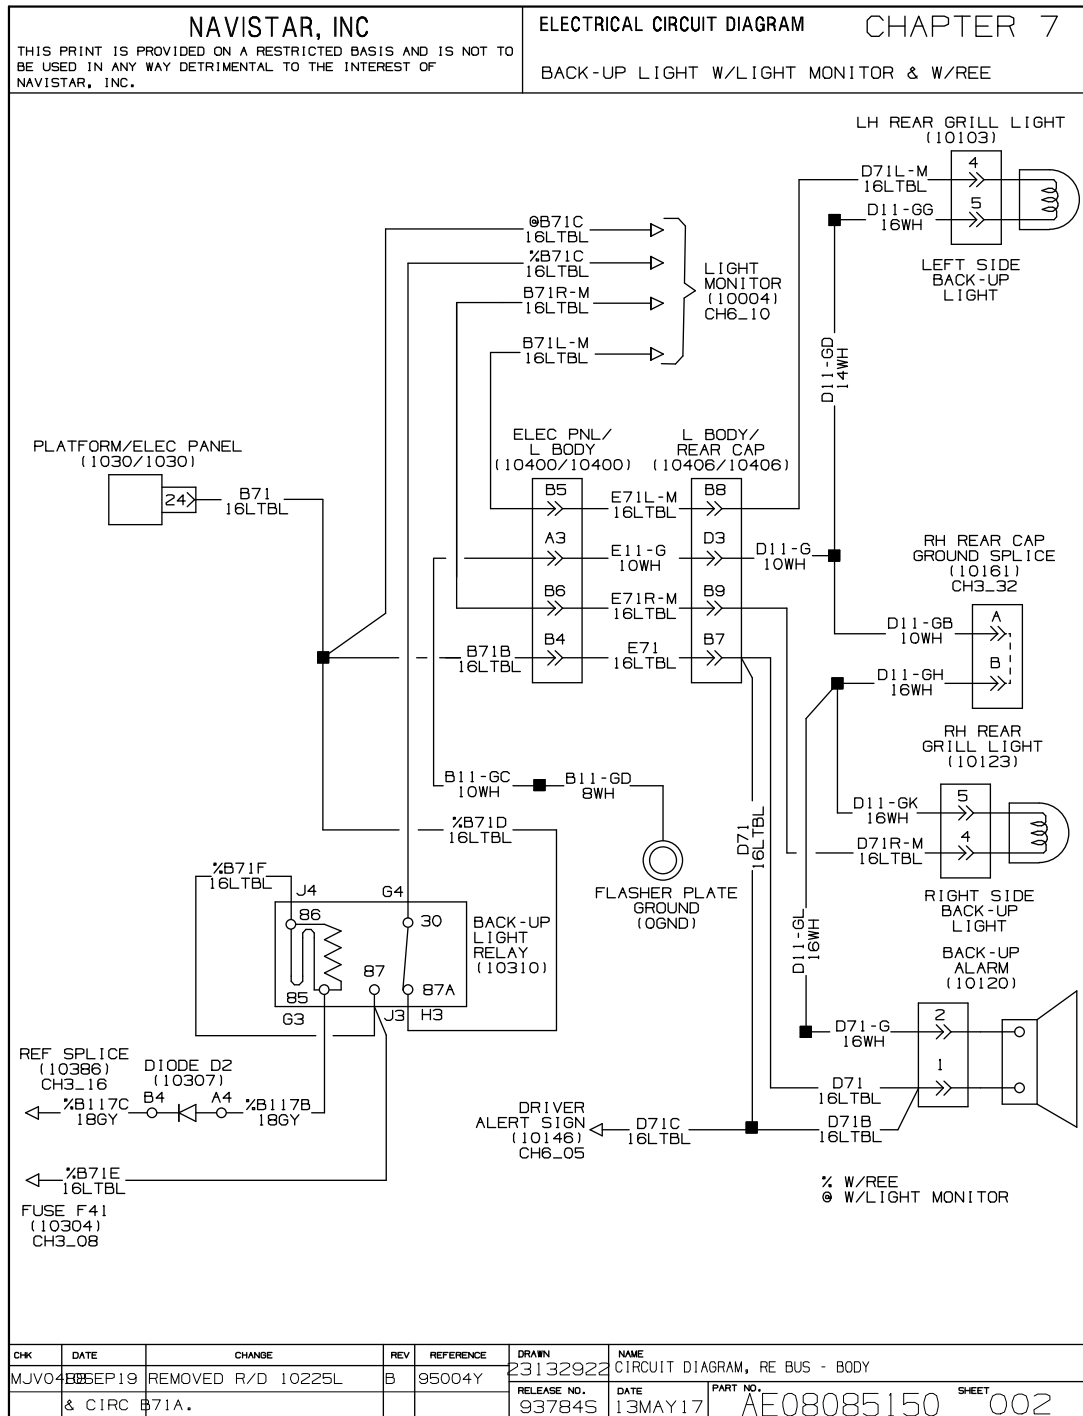 NAVISTAR, INC
THIS PRINT IS PROVIDED ON A RESTRICTED BASIS AND IS NOT TO
BE USED IN ANY WAY DETRIMENTAL TO THE INTEREST OF
NAVISTAR, INC.
ELECTRICAL CIRCUIT DIAGRAM
CHAPTER 7
BACK-UP LIGHT W/LIGHT MONITOR & W/REE
LH REAR GRILL LIGHT
(10103)
D71L-M
16LTBL
4
D11-GG
16WH
5
LEFT SIDE
BACK-UP
LIGHT
@B71C
16LTBL
%B71C
16LTBL
B71R-M
16LTBL
B71L-M
16LTBL
LIGHT
MONITOR
(10004)
CH6_10
D11-GD
14WH
PLATFORM/ELEC PANEL
(1030/1030)
24
B71
16LTBL
ELEC PNL/
L BODY
(10400/10400)
L BODY/
REAR CAP
(10406/10406)
B5
E71L-M
16LTBL
B8
A3
E11-G
10WH
D3
D11-G
10WH
B6
E71R-M
16LTBL
B9
B71B
16LTBL
B4
E71
16LTBL
B7
RH REAR CAP
GROUND SPLICE
(10161)
CH3_32
D11-GB
10WH
A
D11-GH
16WH
B
RH REAR
GRILL LIGHT
(10123)
D11-GK
16WH
5
D71R-M
16LTBL
4
RIGHT SIDE
BACK-UP
LIGHT
B11-GC
10WH
B11-GD
8WH
%B71D
16LTBL
D71
16LTBL
FLASHER PLATE
GROUND
(0GND)
%B71F
16LTBL
J4
G4
86
30
BACK-UP
LIGHT
RELAY
(10310)
87
85
87A
G3
J3
H3
D11-GL
16WH
BACK-UP
ALARM
(10120)
D71-G
16WH
2
D71
16LTBL
1
D71B
16LTBL
REF SPLICE
(10386)
CH3_16
DIODE D2
(10307)
%B117C
18GY
B4
A4
%B117B
18GY
DRIVER
ALERT SIGN
(10146)
CH6_05
D71C
16LTBL
%B71E
16LTBL
FUSE F41
(10304)
CH3_08
% W/REE
@ W/LIGHT MONITOR
CHK DATE CHANGE REV REFERENCE DRAWN NAME
05SEP19 REMOVED R/D 10225L B 95004Y 23132922 CIRCUIT DIAGRAM, RE BUS - BODY
& CIRC B71A.
RELEASE NO. DATE PART NO. SHEET
93784S 13MAY17 AE08085150 002